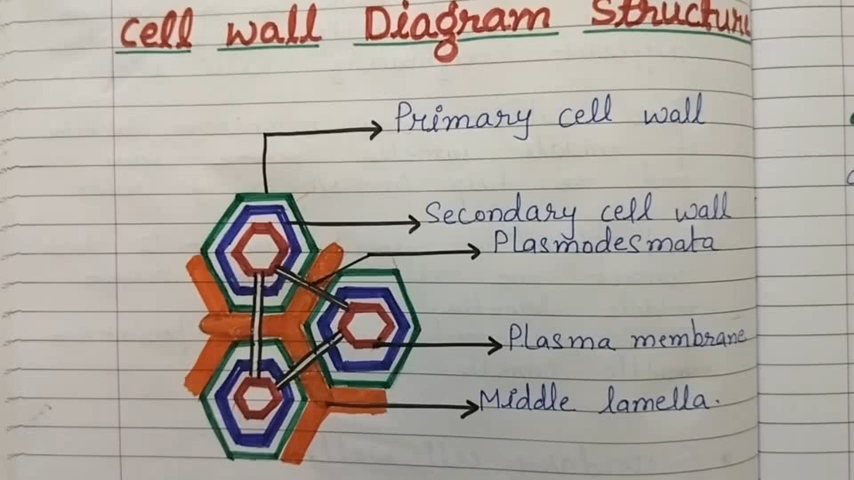 Cell wall Diagram Structure
Primary cell wall
Secondary cell wall
Plasmodesmata
Plasma membrane
Middle lamella.